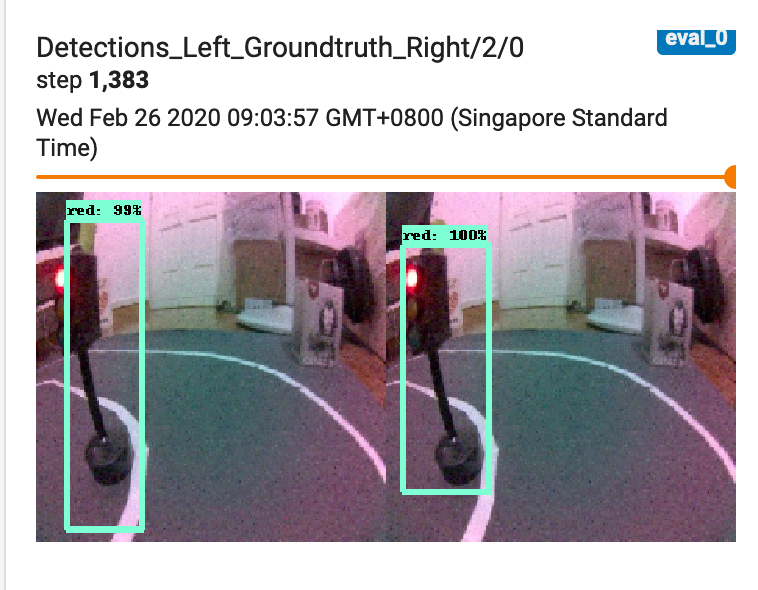 Detections_Left_Groundtruth_Right/2/0
eval_0
step 1,383
Wed Feb 26 2020 09:03:57 GMT+0800 (Singapore Standard
Time)
red: 99%
red: 100%